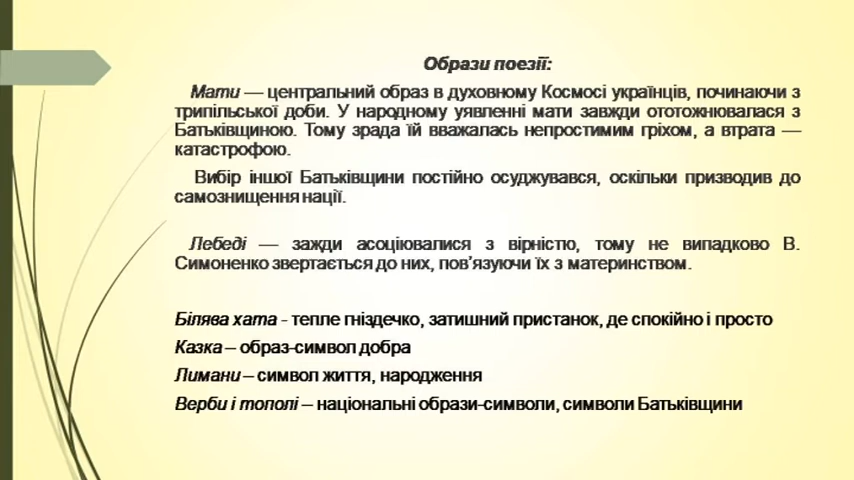 Образи поезії:
Мати — центральний образ в духовному Космосі українців, починаючи з
трипільської доби. У народному уявленні мати завжди ототожнювалася з
Батьківщиною. Тому зрада їй вважалась непростимим гріхом, а втрата —
катастрофою.
Вибір іншої Батьківщини постійно осуджувався, оскільки призводив до
самознищення нації.
Лебеді — зажди асоціювалися з вірністю, тому не випадково В.
Симоненко звертається до них, пов’язуючи їх з материнством.
Білява хата - тепле гніздечко, затишний пристанок, де спокійно і просто
Казка – образ-символ добра
Лимани – символ життя, народження
Верби і тополі – національні образи-символи, символи Батьківщини